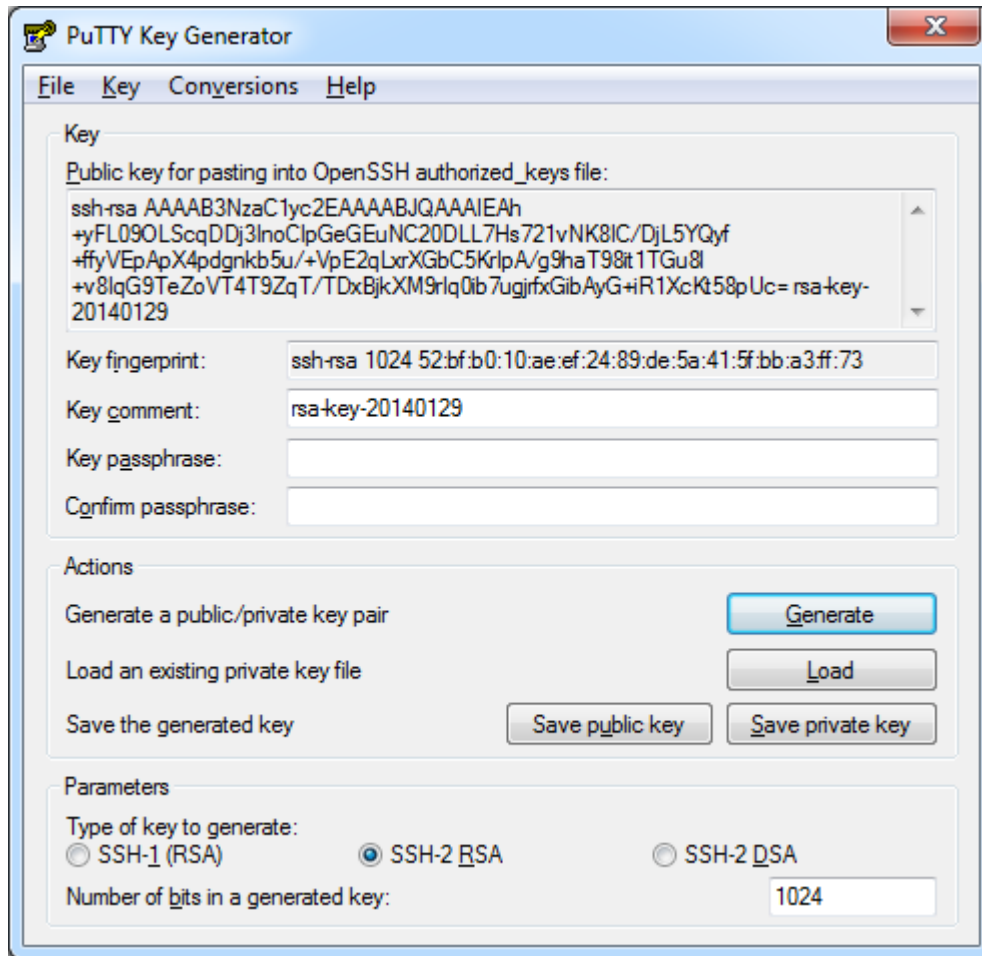 PuTTY Key Generator
File Key Conversions Help
Key
Public key for pasting into OpenSSH authorized_keys file:
ssh-rsa AAAAB3NzaC1yc2EAAAABJQAAAIEAh
+yFL09OLScqDDj3lnoClpGeGEuNC20DLL7Hs721vNK8IC/DjL5YQyf
+ffyVEpApX4pdgnkb5u/+VpE2qLxrXGbC5KrlpA/g9haT98it1TGu8l
+v8IqG9TeZoVT4T9ZqT/TDxBjkXM9rlq0ib7ugjrfxGibAyG+iR1XcKt58pUc= rsa-key-
20140129
Key fingerprint: ssh-rsa 1024 52:bf:b0:10:ae:ef:24:89:de:5a:41:5f:bb:a3:ff:73
Key comment: rsa-key-20140129
Key passphrase:
Confirm passphrase:
Actions
Generate a public/private key pair Generate
Load an existing private key file Load
Save the generated key Save public key Save private key
Parameters
Type of key to generate:
SSH-1 (RSA) SSH-2 RSA SSH-2 DSA
Number of bits in a generated key: 1024